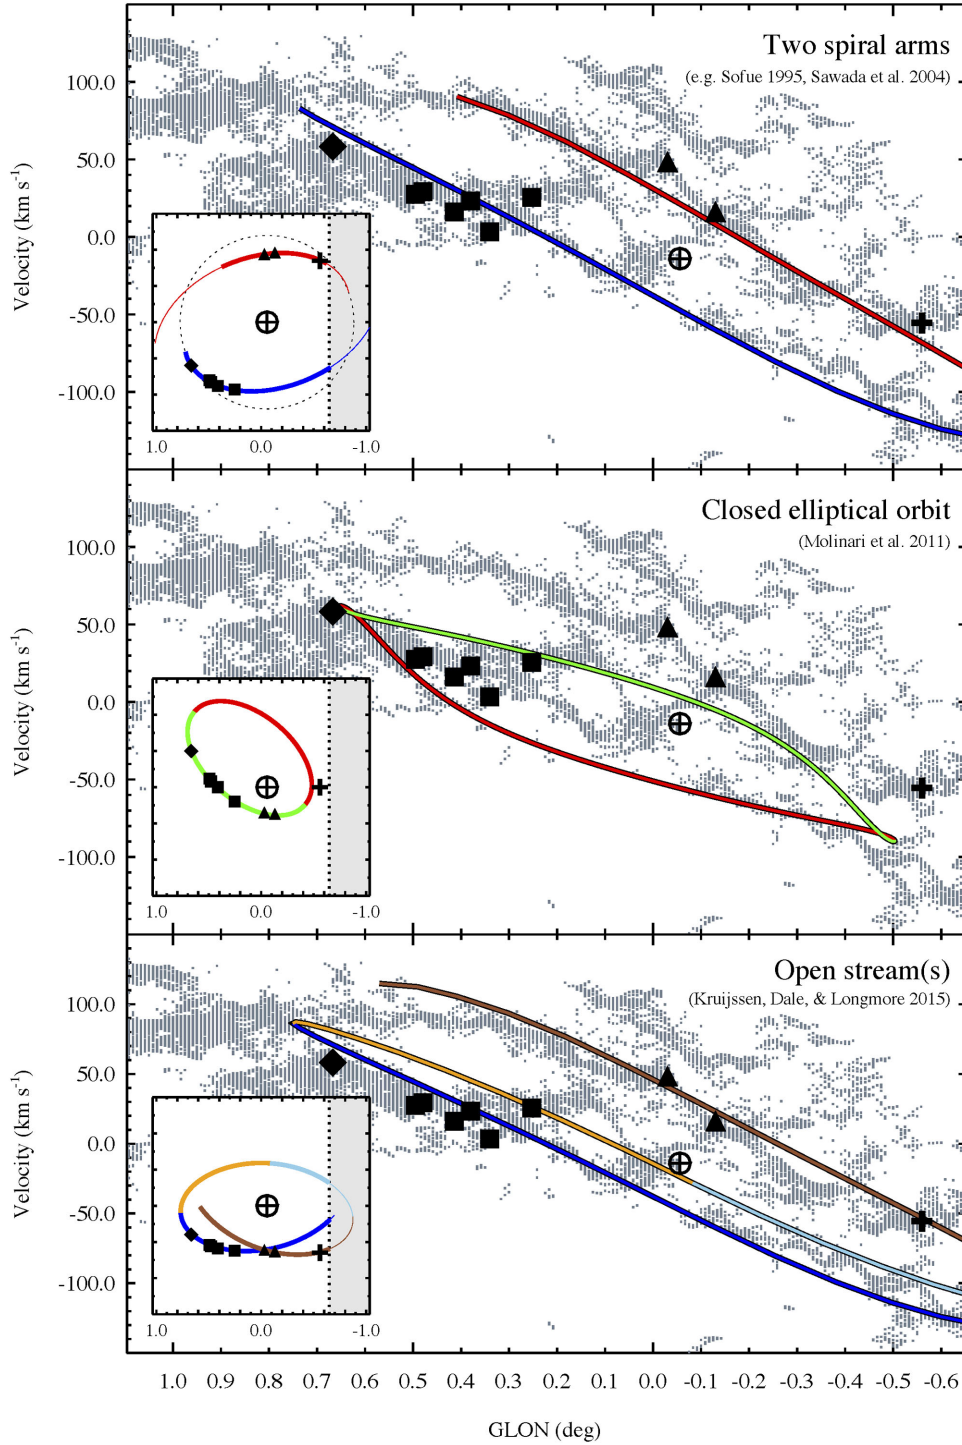 Two spiral arms
(e.g. Sofue 1995, Sawada et al. 2004)
100.0
50.0
0.0
-50.0
-100.0
Velocity (km s⁻¹)
1.0 0.0 -1.0
Closed elliptical orbit
(Molinari et al. 2011)
100.0
50.0
0.0
-50.0
-100.0
Velocity (km s⁻¹)
1.0 0.0 -1.0
Open stream(s)
(Kruijssen, Dale, & Longmore 2015)
100.0
50.0
0.0
-50.0
-100.0
Velocity (km s⁻¹)
1.0 0.0 -1.0
1.0 0.9 0.8 0.7 0.6 0.5 0.4 0.3 0.2 0.1 0.0 -0.1 -0.2 -0.3 -0.4 -0.5 -0.6
GLON (deg)